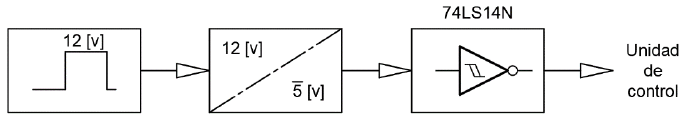 74LS14N
12 [v]
12 [v]
5̅ [v]
Unidad
de
control